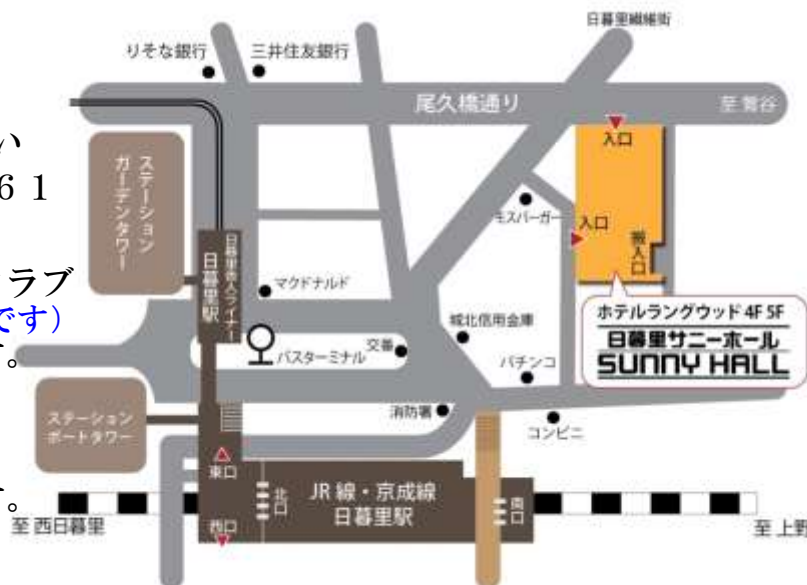 日暮里繊維街
りそな銀行
三井住友銀行
尾久橋通り
至 鶯谷
い
６１
ステーション
ガーデンタワー
入口
モスバーガー
入口
搬入口
日暮里舎人ライナー
日暮里駅
ラブ
です）
。
マクドナルド
ホテルラングウッド 4F 5F
日暮里サニーホール
SUNNY HALL
城北信用金庫
交番
バスターミナル
パチンコ
ステーション
ポートタワー
消防署
コンビニ
東口
北口
JR 線・京成線
日暮里駅
南口
西口
。
至 西日暮里
至 上野